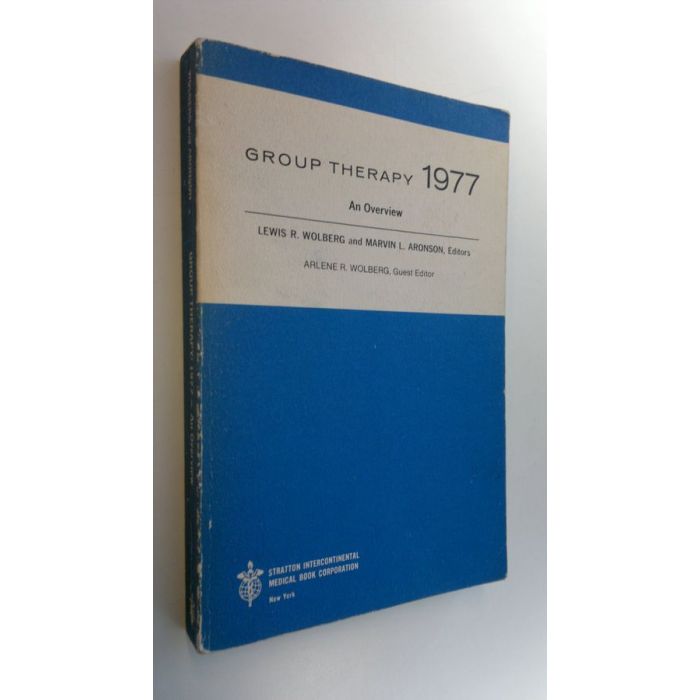 GROUP THERAPY 1977
An Overview
LEWIS R. WOLBERG and MARVIN L. ARONSON, Editors
ARLENE R. WOLBERG, Guest Editor
STRATTON INTERCONTINENTAL
MEDICAL BOOK CORPORATION
New York
GROUP THERAPY 1977 – An Overview